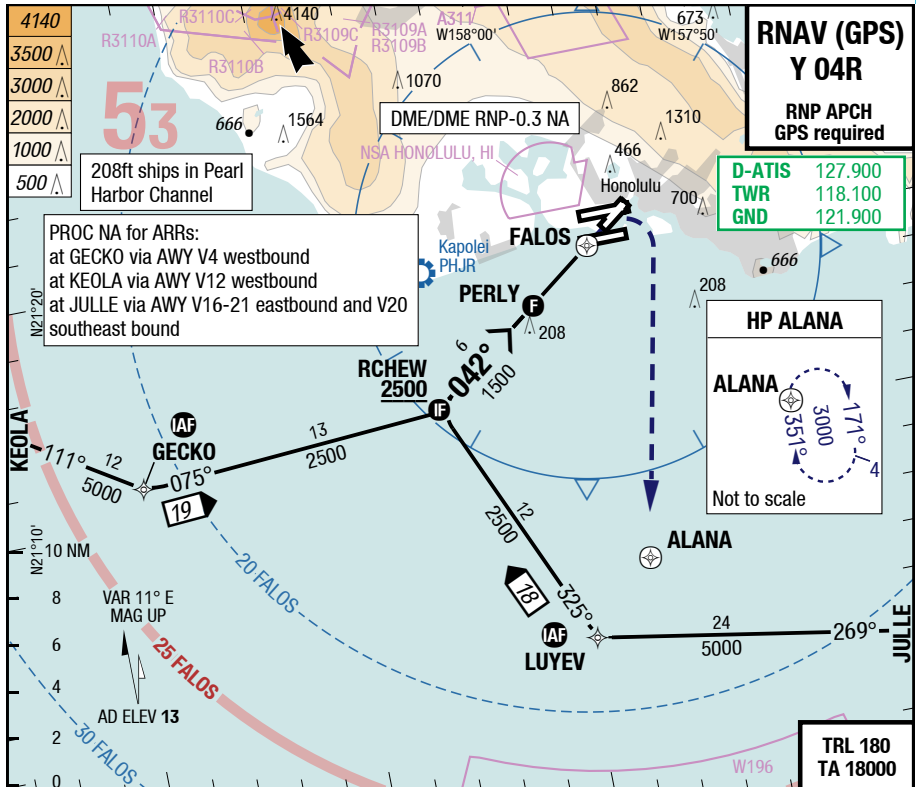 4140
3500
3000
2000
1000
500
R3110C
4140
R3110A
R3109C
R3109A
R3109B
R3110B
A311
W158°00'
673
W157°50'
RNAV (GPS)
Y 04R
RNP APCH
GPS required
53
1070
862
666
1564
DME/DME RNP-0.3 NA
1310
NSA HONOLULU, HI
466
208ft ships in Pearl
Harbor Channel
Honolulu
700
D-ATIS 127.900
TWR 118.100
GND 121.900
PROC NA for ARRs:
at GECKO via AWY V4 westbound
at KEOLA via AWY V12 westbound
at JULLE via AWY V16-21 eastbound and V20
southeast bound
Kapolei
PHJR
FALOS
666
PERLY
F
208
208
N21°20'
HP ALANA
ALANA
351°
3000
171°
4
Not to scale
RCHEW
2500
IF
6
042°
1500
KEOLA
111°
12
5000
IAF
GECKO
075°
13
2500
19
12
2500
325°
18
ALANA
N21°10'
10 NM
8
6
4
2
0
20 FALOS
VAR 11° E
MAG UP
25 FALOS
AD ELEV 13
30 FALOS
IAF
LUYEV
24
5000
269°
JULLE
W196
TRL 180
TA 18000